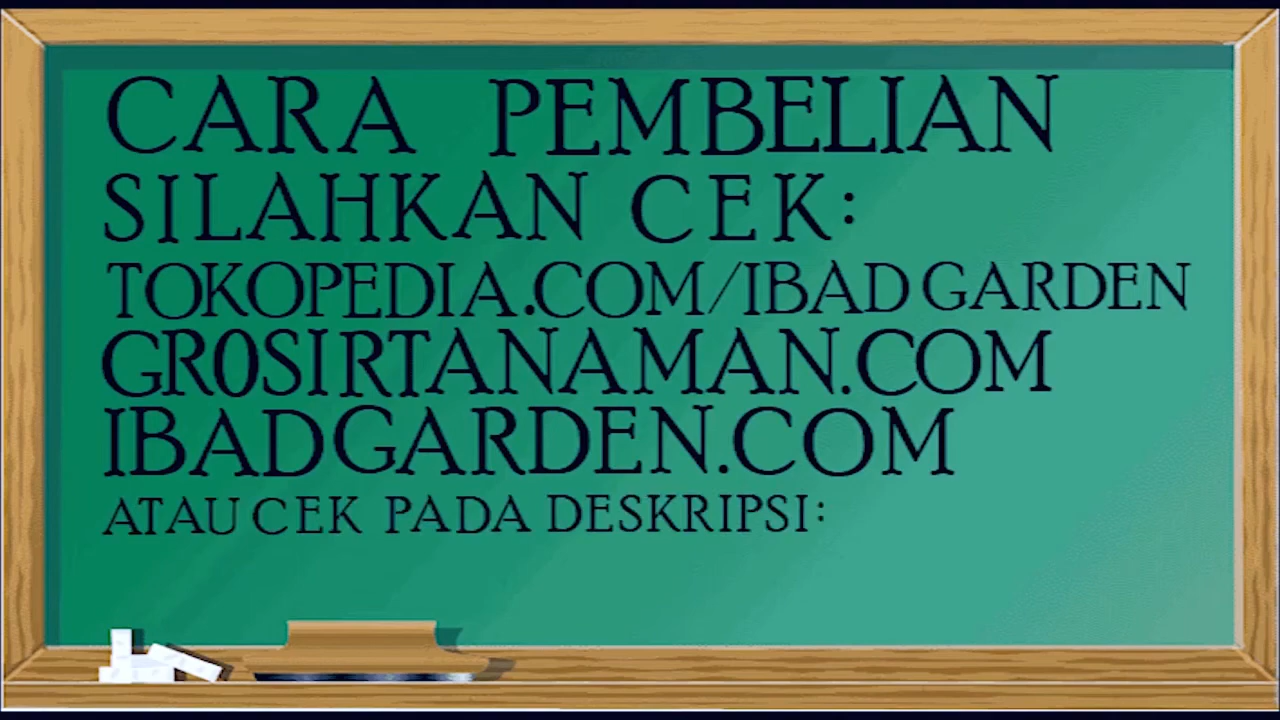 CARA PEMBELIAN
SILAHKAN CEK:
TOKOPEDIA.COM/IBAD GARDEN
GR0SIRTANAMAN.COM
IBADGARDEN.COM
ATAU CEK PADA DESKRIPSI: